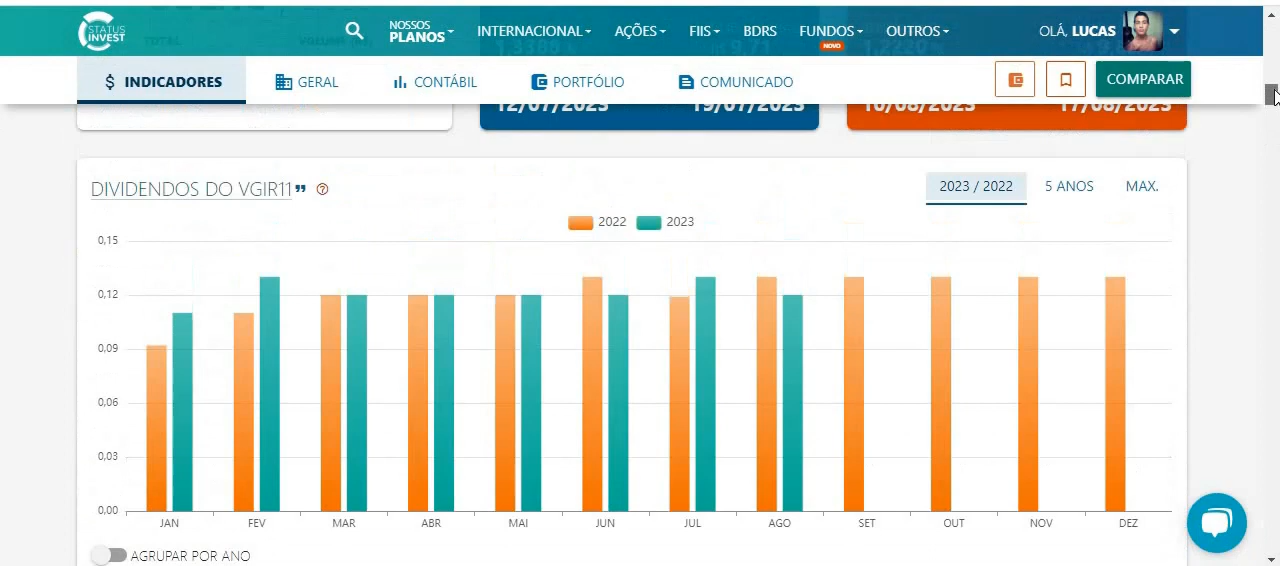 STATUS INVEST
NOSSOS PLANOS
INTERNACIONAL
AÇÕES
FIIS
BDRS
FUNDOS
NOVO
OUTROS
OLÁ, LUCAS
INDICADORES
GERAL
CONTÁBIL
PORTFÓLIO
COMUNICADO
COMPARAR
12/07/2023 19/07/2023 10/08/2023 17/08/2023
DIVIDENDOS DO VGIR11
2023 / 2022 5 ANOS MAX.
2022 2023
0,15
0,12
0,09
0,06
0,03
0,00
JAN FEV MAR ABR MAI JUN JUL AGO SET OUT NOV DEZ
AGRUPAR POR ANO